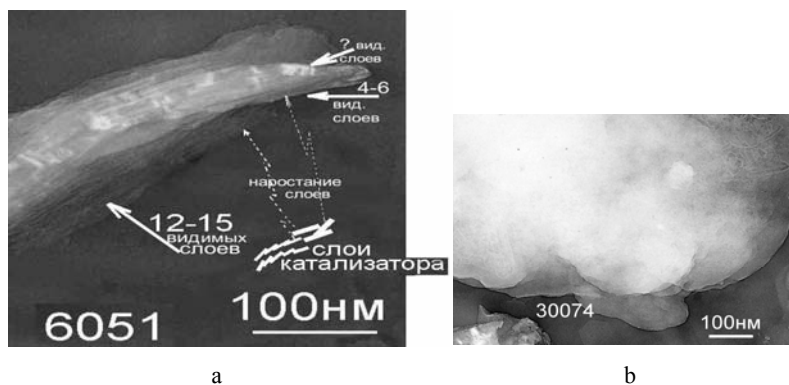 ? вид.
слоев
4-6
вид.
слоев
наростание
слоев
12-15
видимых
слоев
слои
катализатора
6051
100нм
30074
100нм
a
b